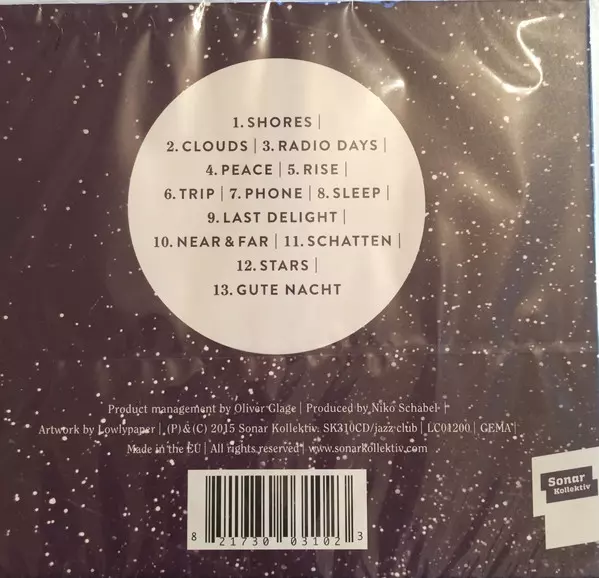 1. SHORES |
2. CLOUDS | 3. RADIO DAYS |
4. PEACE | 5. RISE |
6. TRIP | 7. PHONE | 8. SLEEP |
9. LAST DELIGHT |
10. NEAR & FAR | 11. SCHATTEN |
12. STARS |
13. GUTE NACHT
Product management by Oliver Glage | Produced by Niko Schabel |
Artwork by Lowlypaper | (P)&(C) 2015 Sonar Kollektiv. SK310CD/jazz club | LC01200 | GEMA |
Made in the EU | All rights reserved | www.sonarkollektiv.com
Sonar
Kollektiv
8 21730 03102 3